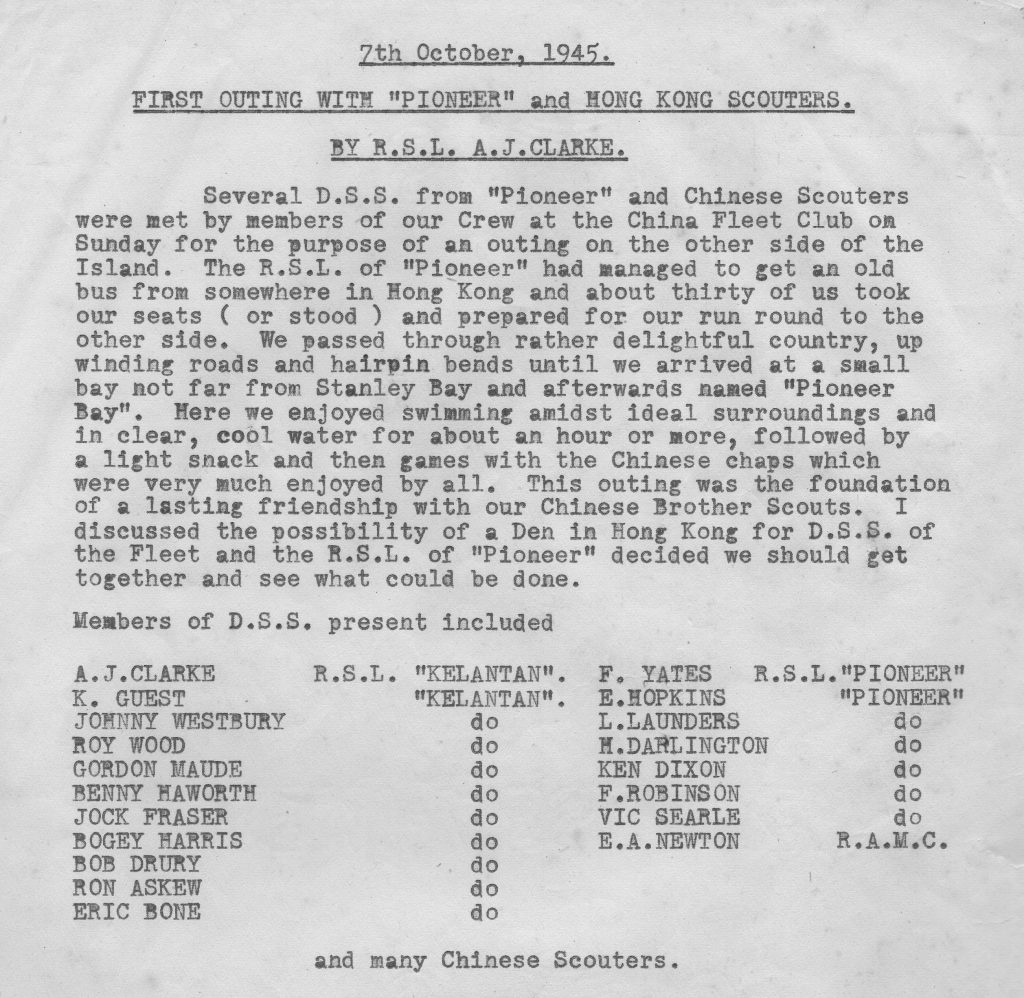 7th October, 1945.
FIRST OUTING WITH "PIONEER" and HONG KONG SCOUTERS.
BY R.S.L. A.J.CLARKE.
Several D.S.S. from "Pioneer" and Chinese Scouters
were met by members of our Crew at the China Fleet Club on
Sunday for the purpose of an outing on the other side of the
Island. The R.S.L. of "Pioneer" had managed to get an old
bus from somewhere in Hong Kong and about thirty of us took
our seats ( or stood ) and prepared for our run round to the
other side. We passed through rather delightful country, up
winding roads and hairpin bends until we arrived at a small
bay not far from Stanley Bay and afterwards named "Pioneer
Bay". Here we enjoyed swimming amidst ideal surroundings and
in clear, cool water for about an hour or more, followed by
a light snack and then games with the Chinese chaps which
were very much enjoyed by all. This outing was the foundation
of a lasting friendship with our Chinese Brother Scouts. I
discussed the possibility of a Den in Hong Kong for D.S.S. of
the Fleet and the R.S.L. of "Pioneer" decided we should get
together and see what could be done.
Members of D.S.S. present included
A.J.CLARKE R.S.L. "KELANTAN". F. YATES R.S.L."PIONEER"
K. GUEST "KELANTAN". E.HOPKINS "PIONEER"
JOHNNY WESTBURY do L.LAUNDERS do
ROY WOOD do H.DARLINGTON do
GORDON MAUDE do KEN DIXON do
BENNY HAWORTH do F.ROBINSON do
JOCK FRASER do VIC SEARLE do
BOGEY HARRIS do E.A.NEWTON R.A.M.C.
BOB DRURY do
RON ASKEW do
ERIC BONE do
and many Chinese Scouters.